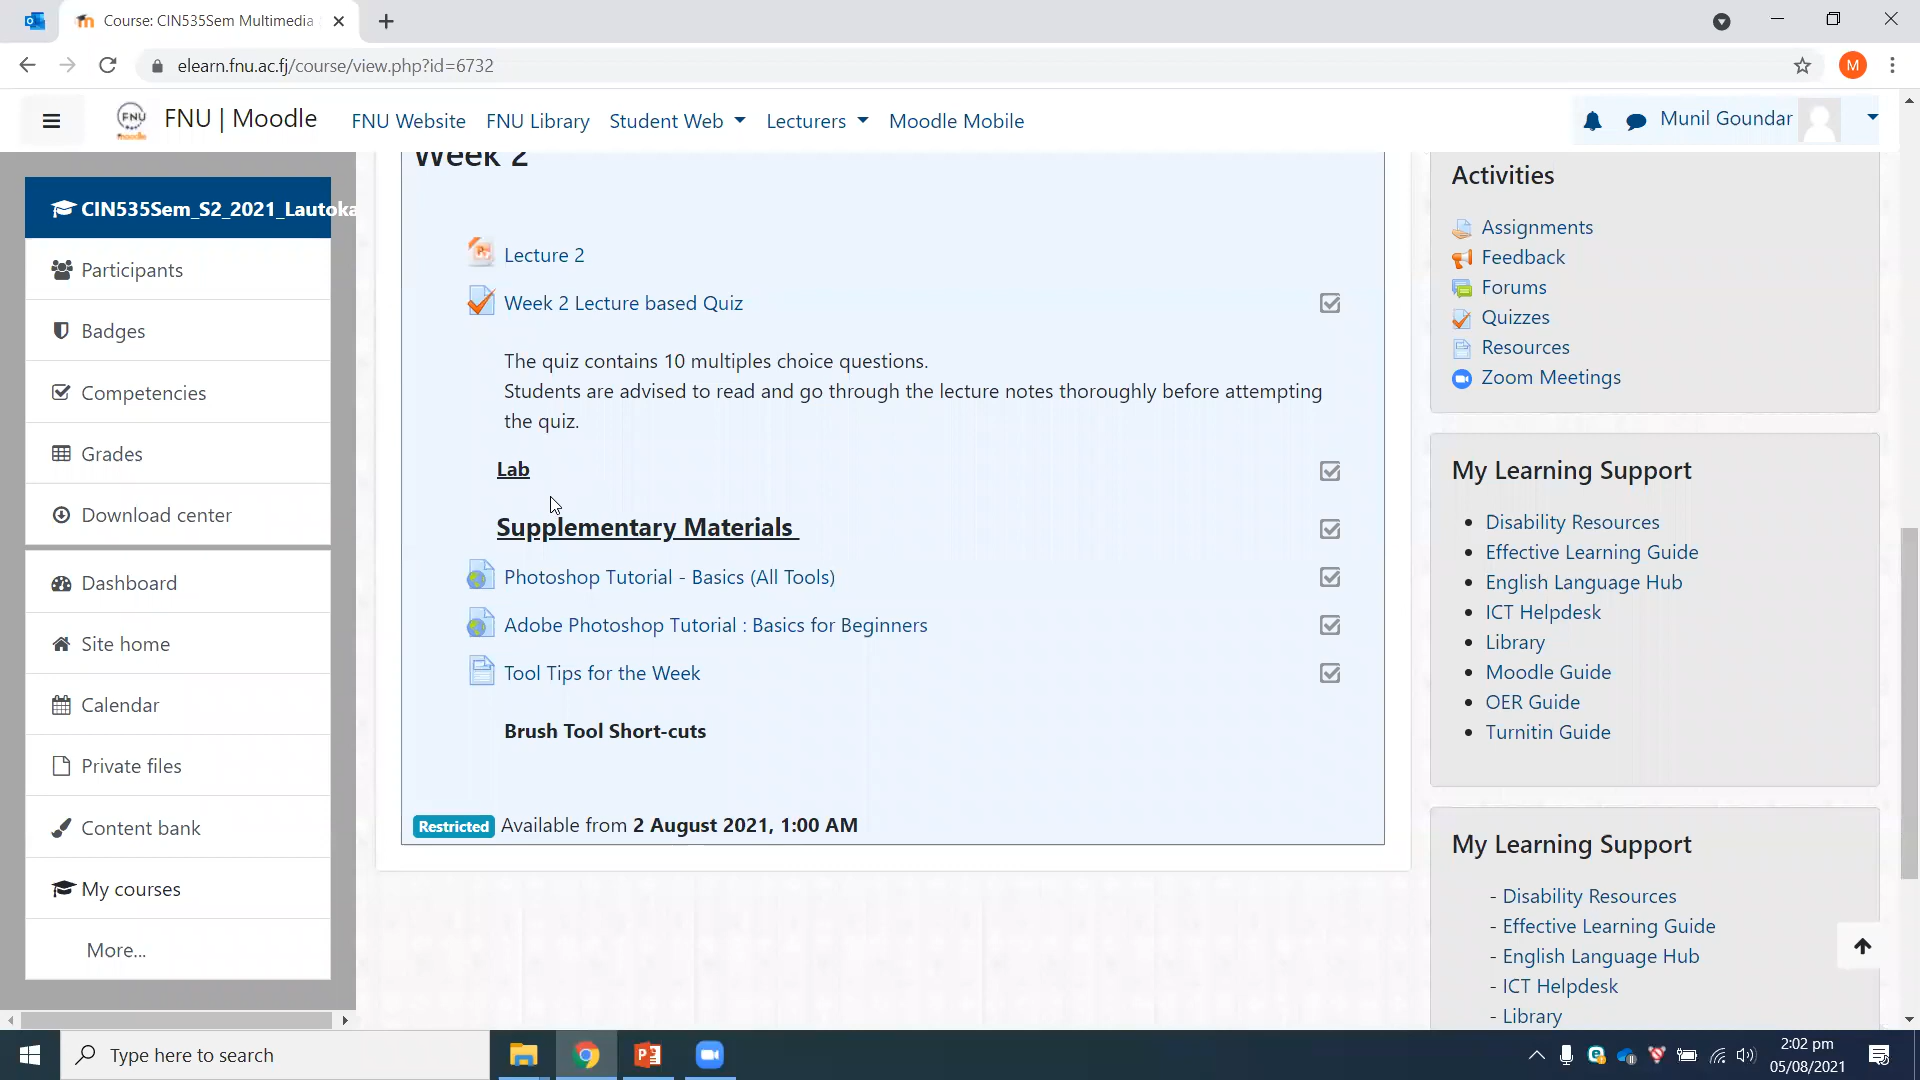 Course: CIN535Sem Multimedia
elearn.fnu.ac.fj/course/view.php?id=6732
M
FNU
moodle
FNU | Moodle
FNU Website
FNU Library
Student Web
Lecturers
Moodle Mobile
Munil Goundar
CIN535Sem_S2_2021_Lautoka
Participants
Badges
Competencies
Grades
Download center
Dashboard
Site home
Calendar
Private files
Content bank
My courses
More...
Week 2
Lecture 2
Week 2 Lecture based Quiz
The quiz contains 10 multiples choice questions.
Students are advised to read and go through the lecture notes thoroughly before attempting
the quiz.
Lab
Supplementary Materials
Photoshop Tutorial - Basics (All Tools)
Adobe Photoshop Tutorial : Basics for Beginners
Tool Tips for the Week
Brush Tool Short-cuts
Restricted Available from 2 August 2021, 1:00 AM
Activities
Assignments
Feedback
Forums
Quizzes
Resources
Zoom Meetings
My Learning Support
Disability Resources
Effective Learning Guide
English Language Hub
ICT Helpdesk
Library
Moodle Guide
OER Guide
Turnitin Guide
My Learning Support
- Disability Resources
- Effective Learning Guide
- English Language Hub
- ICT Helpdesk
- Library
Type here to search
2:02 pm
05/08/2021